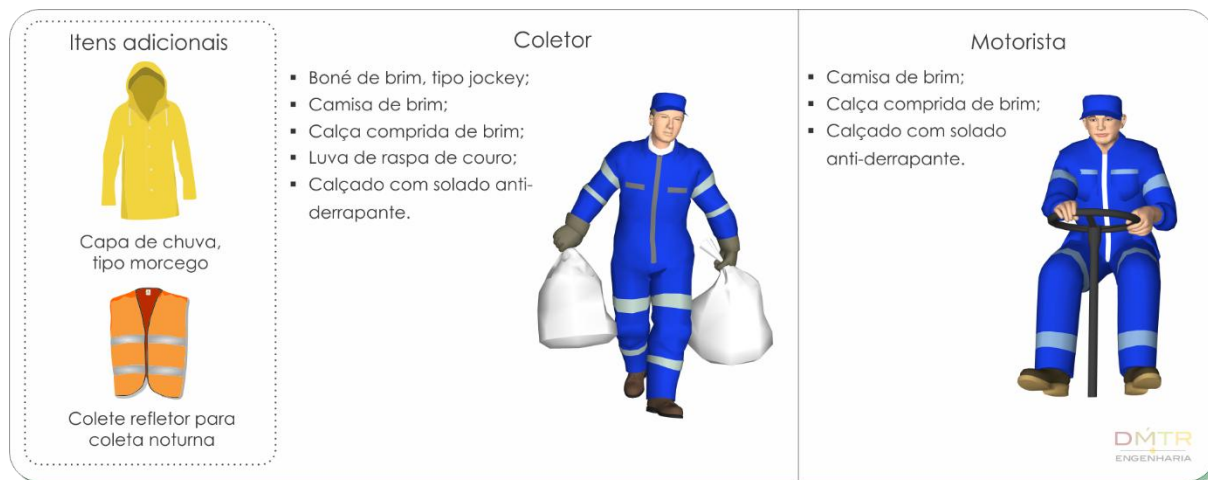 Itens adicionais
Capa de chuva,
tipo morcego
Colete refletor para
coleta noturna
Coletor
▪ Boné de brim, tipo jockey;
▪ Camisa de brim;
▪ Calça comprida de brim;
▪ Luva de raspa de couro;
▪ Calçado com solado anti-
derrapante.
Motorista
▪ Camisa de brim;
▪ Calça comprida de brim;
▪ Calçado com solado
anti-derrapante.
DMTR
ENGENHARIA